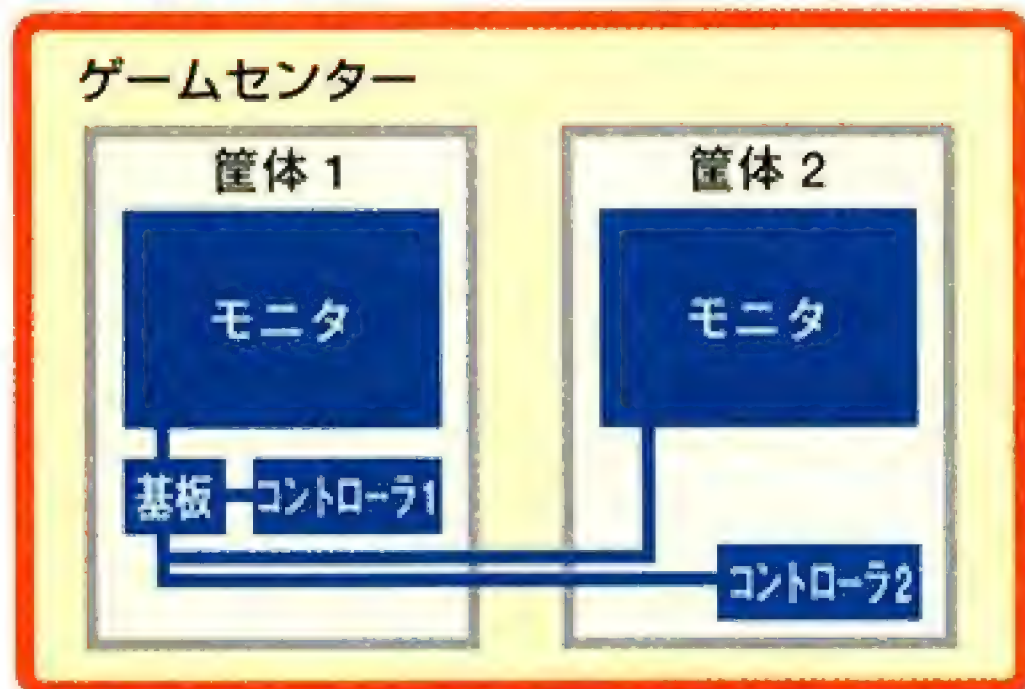 ゲームセンター
筐体 1
モニタ
基板
コントローラ1
筐体 2
モニタ
コントローラ2